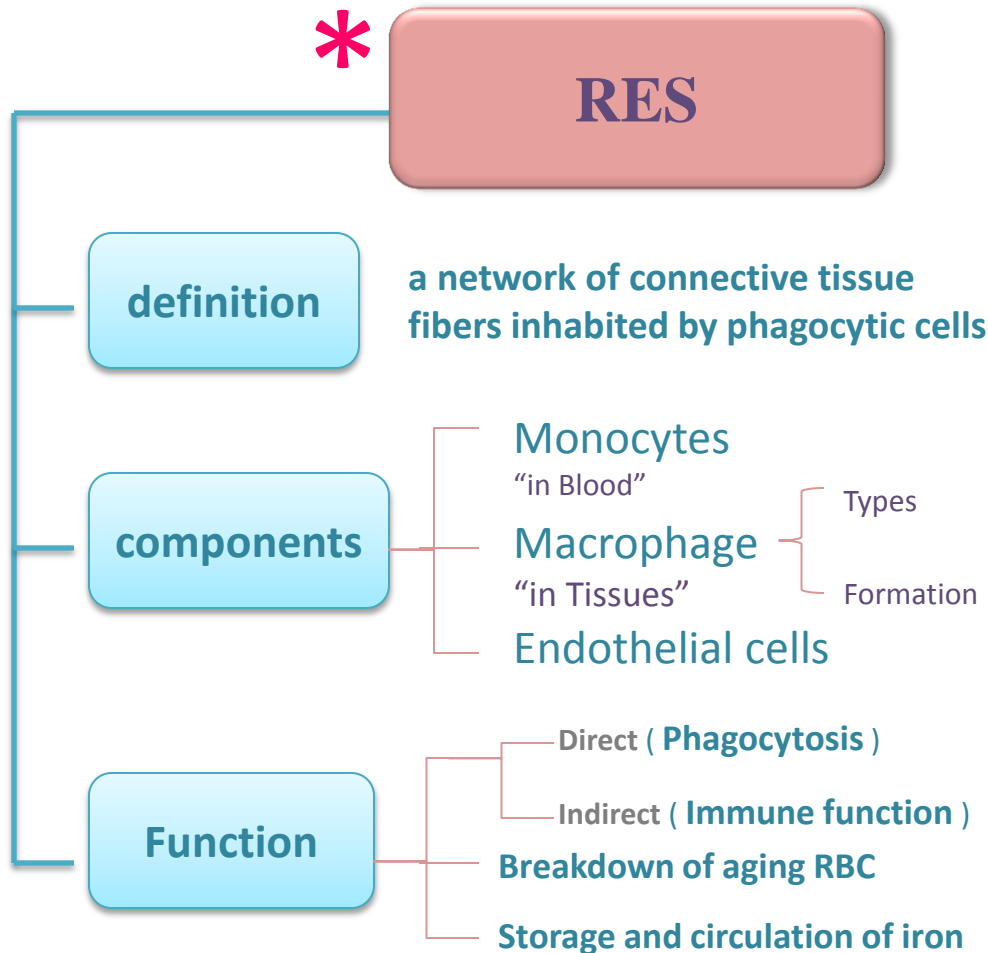 *
RES
definition
a network of connective tissue
fibers inhabited by phagocytic cells
components
Monocytes
“in Blood”
Macrophage
“in Tissues”
Types
Formation
Endothelial cells
Function
Direct ( Phagocytosis )
Indirect ( Immune function )
Breakdown of aging RBC
Storage and circulation of iron